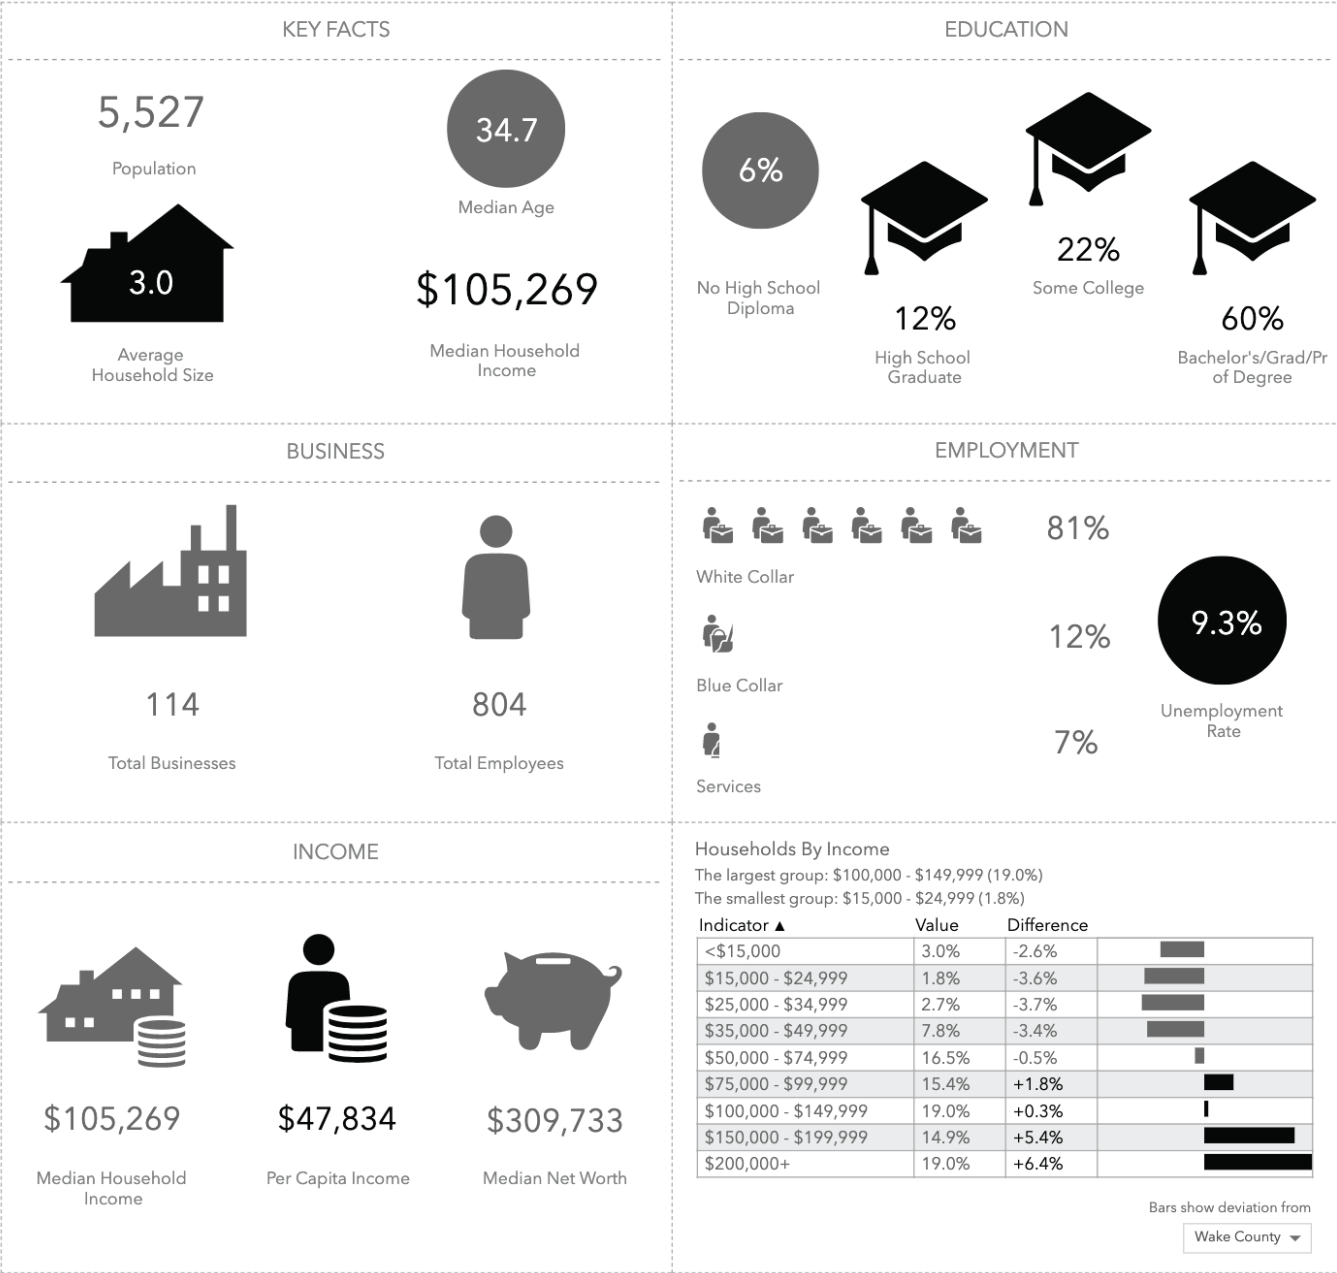 KEY FACTS
5,527
Population
34.7
Median Age
3.0
Average
Household Size
$105,269
Median Household
Income
EDUCATION
6%
No High School
Diploma
12%
High School
Graduate
22%
Some College
60%
Bachelor's/Grad/Pr
of Degree
BUSINESS
114
Total Businesses
804
Total Employees
EMPLOYMENT
81%
White Collar
12%
Blue Collar
7%
Services
9.3%
Unemployment
Rate
INCOME
$105,269
Median Household
Income
$47,834
Per Capita Income
$309,733
Median Net Worth
Households By Income
The largest group: $100,000 - $149,999 (19.0%)
The smallest group: $15,000 - $24,999 (1.8%)
Indicator ▲ Value Difference
<$15,000 3.0% -2.6%
$15,000 - $24,999 1.8% -3.6%
$25,000 - $34,999 2.7% -3.7%
$35,000 - $49,999 7.8% -3.4%
$50,000 - $74,999 16.5% -0.5%
$75,000 - $99,999 15.4% +1.8%
$100,000 - $149,999 19.0% +0.3%
$150,000 - $199,999 14.9% +5.4%
$200,000+ 19.0% +6.4%
Bars show deviation from
Wake County